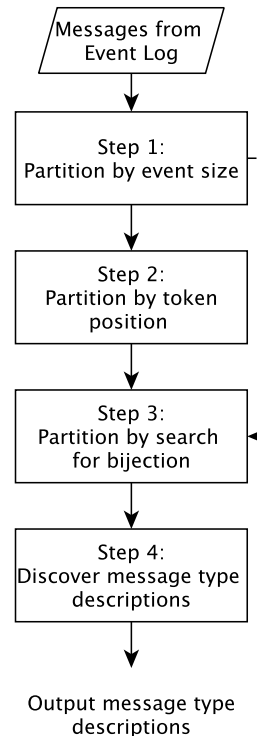 Messages from
Event Log
Step 1:
Partition by event size
Step 2:
Partition by token
position
Step 3:
Partition by search
for bijection
Step 4:
Discover message type
descriptions
Output message type
descriptions